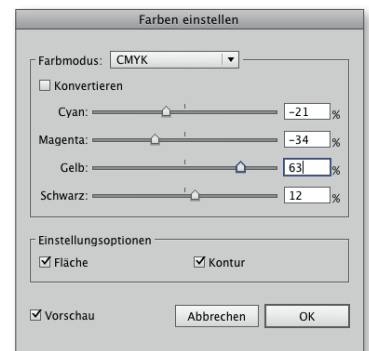 Farben einstellen
Farbmodus: CMYK
Konvertieren
Cyan: -21 %
Magenta: -34 %
Gelb: 63 %
Schwarz: 12 %
Einstellungsoptionen
Fläche Kontur
Vorschau Abbrechen OK